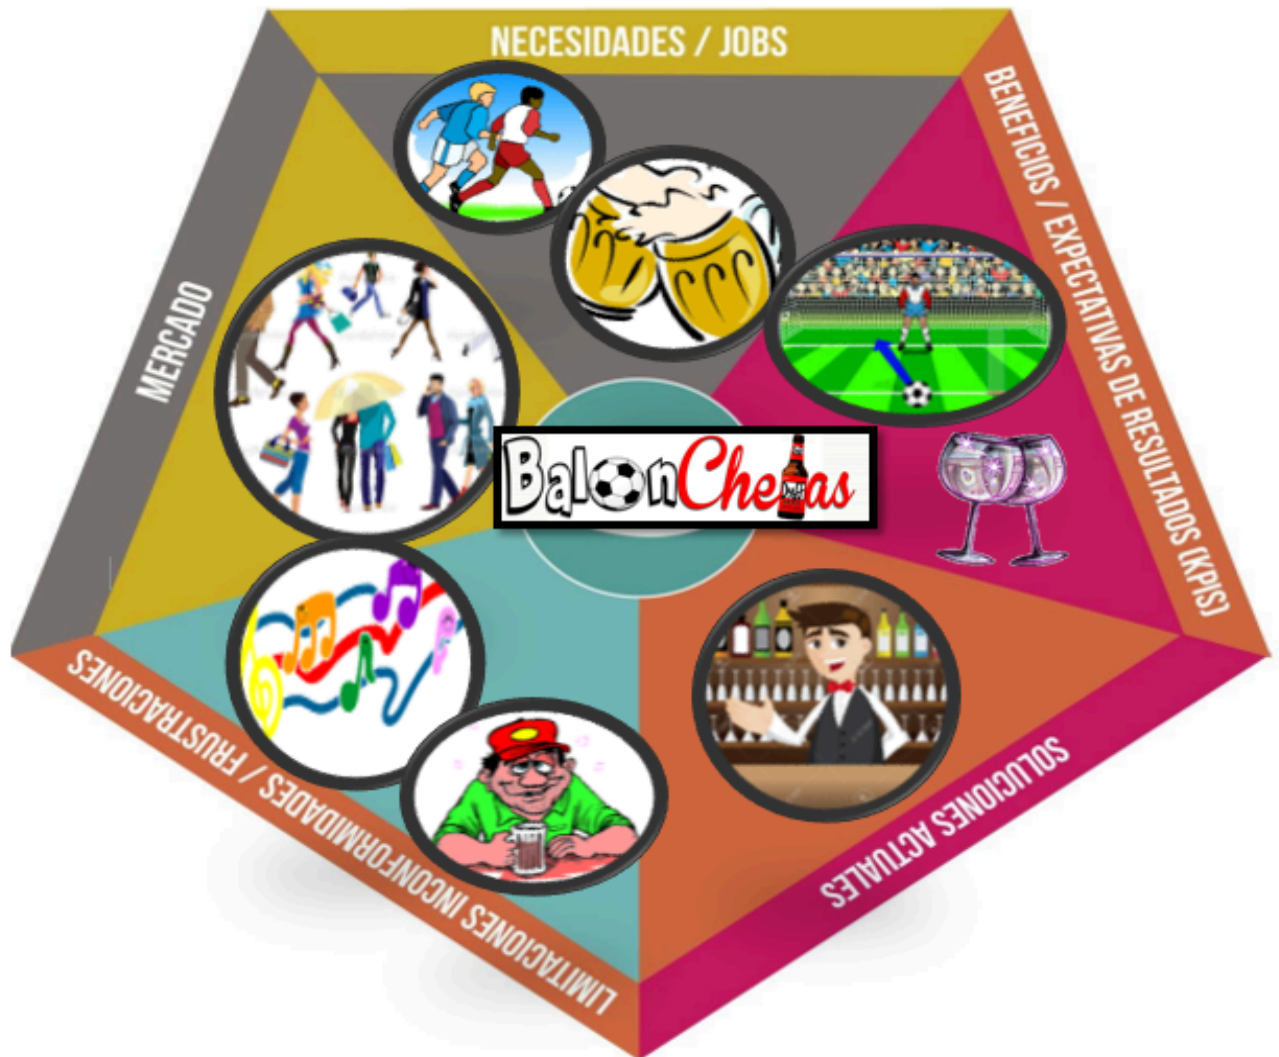 NECESIDADES / JOBS
BENEFICIOS / EXPECTATIVAS DE RESULTADOS (KPIS)
MERCADO
BalonChelas
SOLUCIONES ACTUALES
LIMITACIONES INCONFORMIDADES / FRUSTRACIONES